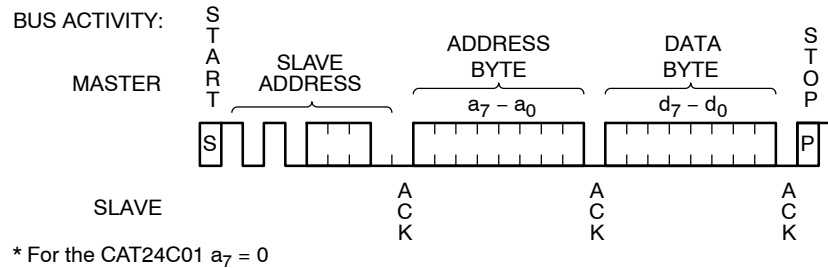 BUS ACTIVITY:
MASTER
SLAVE
START
SLAVE
ADDRESS
ADDRESS
BYTE
a7 – a0
DATA
BYTE
d7 – d0
STOP
S
P
ACK
ACK
ACK
* For the CAT24C01 a7 = 0